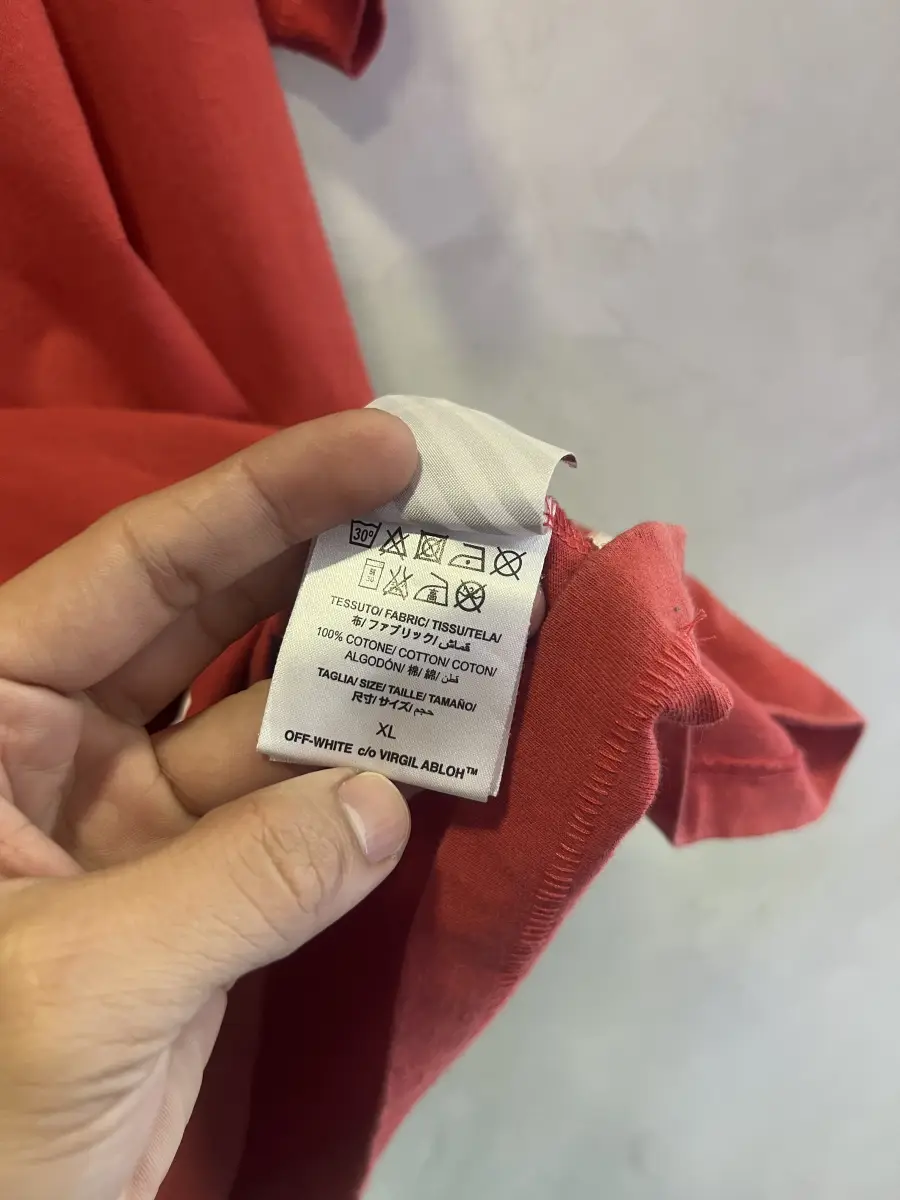 30°
TESSUTO/ FABRIC/ TISSU/TELA/
布/ ファブリック/ قماش/
100% COTONE/ COTTON/ COTON/
ALGODÓN/ 棉/ 綿/ قطن
TAGLIA/ SIZE/ TAILLE/ TAMAÑO/
尺寸/ サイズ/ حجم
XL
OFF-WHITE c/o VIRGIL ABLOH™